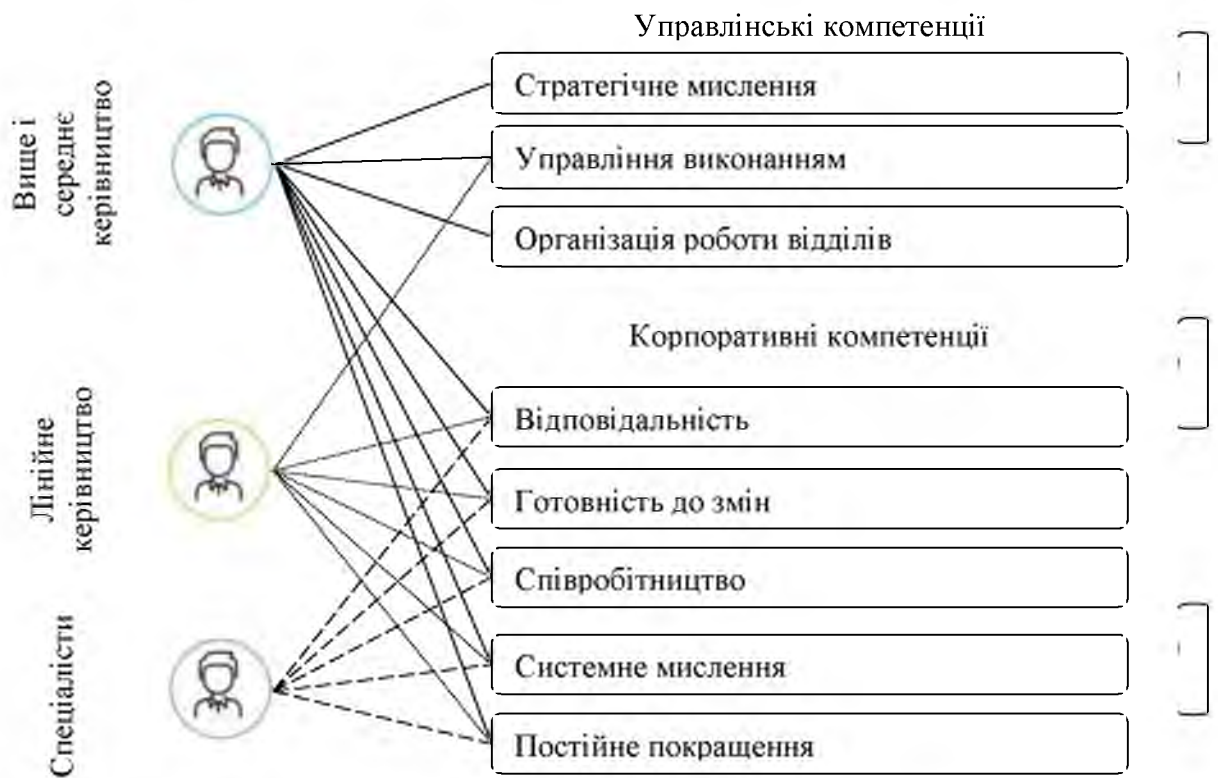 Управлінські компетенції
Вище і
середнє
керівництво
Стратегічне мислення
Управління виконанням
Організація роботи відділів
Корпоративні компетенції
Лінійне
керівництво
Відповідальність
Готовність до змін
Співробітництво
Спеціалісти
Системне мислення
Постійне покращення